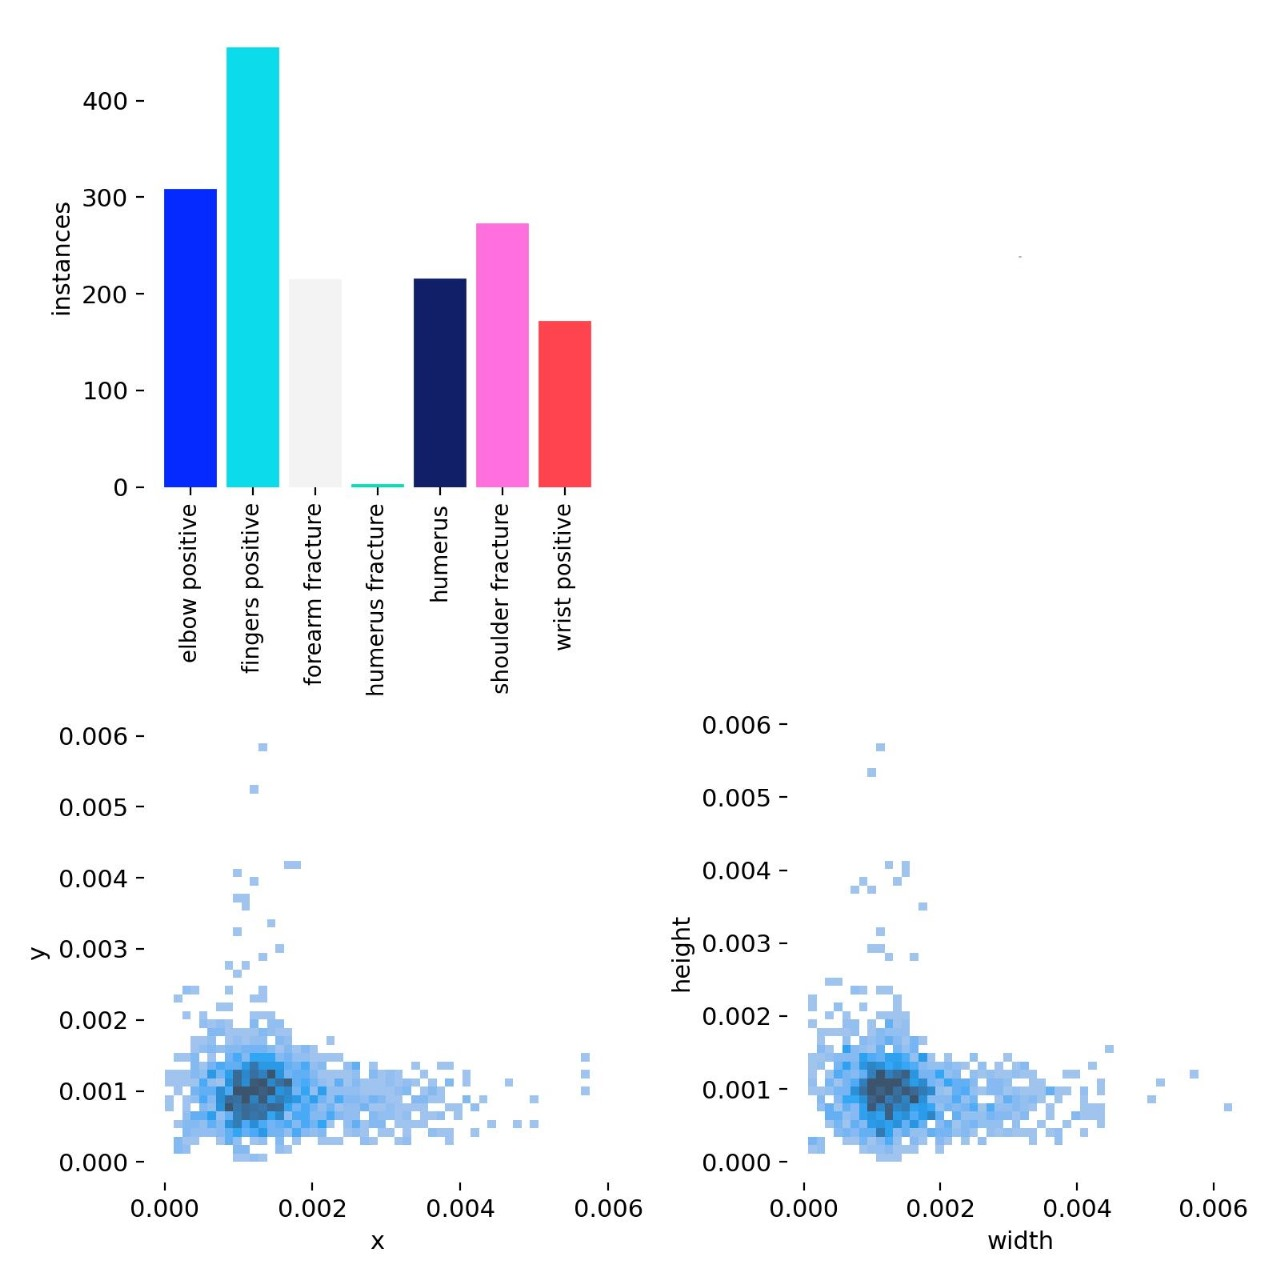 400
300
200
100
0
instances
elbow positive
fingers positive
forearm fracture
humerus fracture
humerus
shoulder fracture
wrist positive
0.006
0.005
0.004
0.003
0.002
0.001
0.000
y
0.000 0.002 0.004 0.006
x
0.006
0.005
0.004
0.003
0.002
0.001
0.000
height
0.000 0.002 0.004 0.006
width